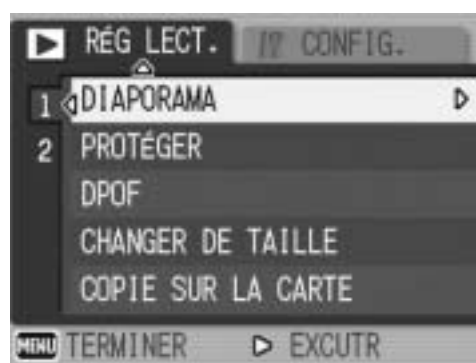 RÉG LECT. CONFIG.
1 DIAPORAMA
2 PROTÉGER
DPOF
CHANGER DE TAILLE
COPIE SUR LA CARTE
MENU TERMINER EXCUTR